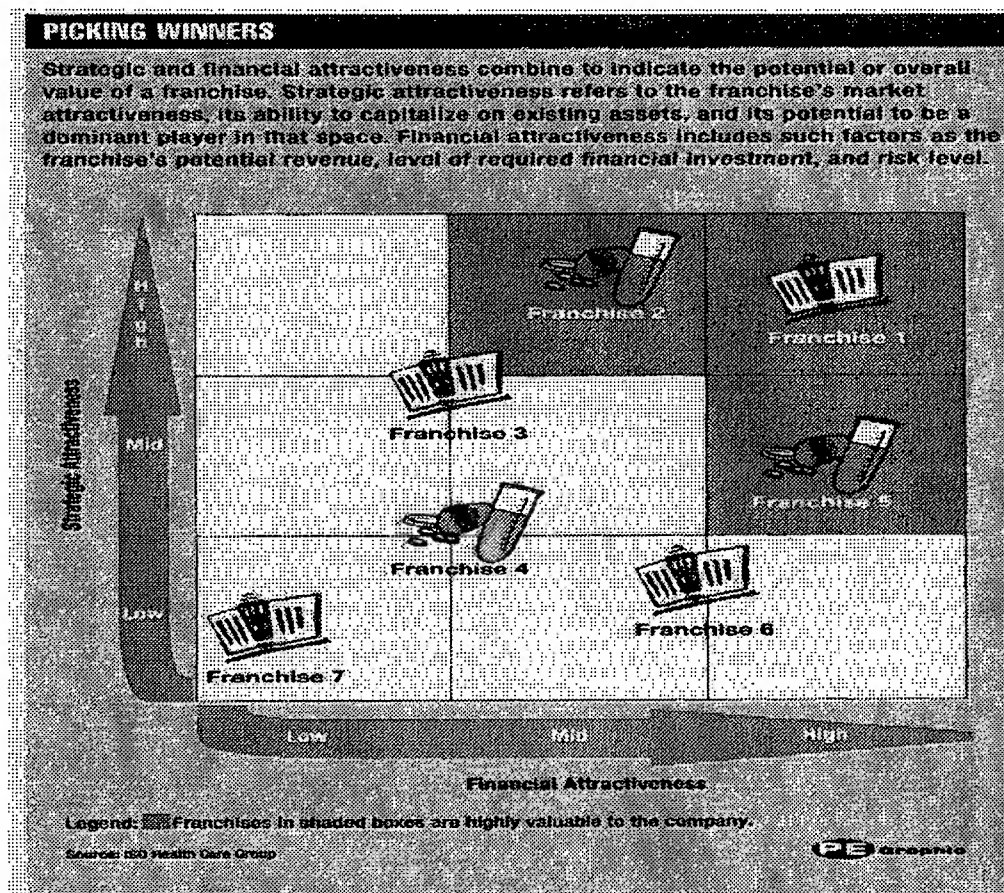 PICKING WINNERS
Strategic and financial attractiveness combine to indicate the potential or overall
value of a franchise. Strategic attractiveness refers to the franchise's market
attractiveness, its ability to capitalize on existing assets, and its potential to be a
dominant player in that space. Financial attractiveness includes such factors as the
franchise's potential revenue, level of required financial investment, and risk level.
High
Franchise 2
Franchise 1
Strategic Attractiveness
Mid
Franchise 3
Franchise 5
Franchise 4
Low
Franchise 6
Franchise 7
Low Mid High
Financial Attractiveness
Legend: Franchises in shaded boxes are highly valuable to the company.
Source: ISO Health Care Group
PE Graphic